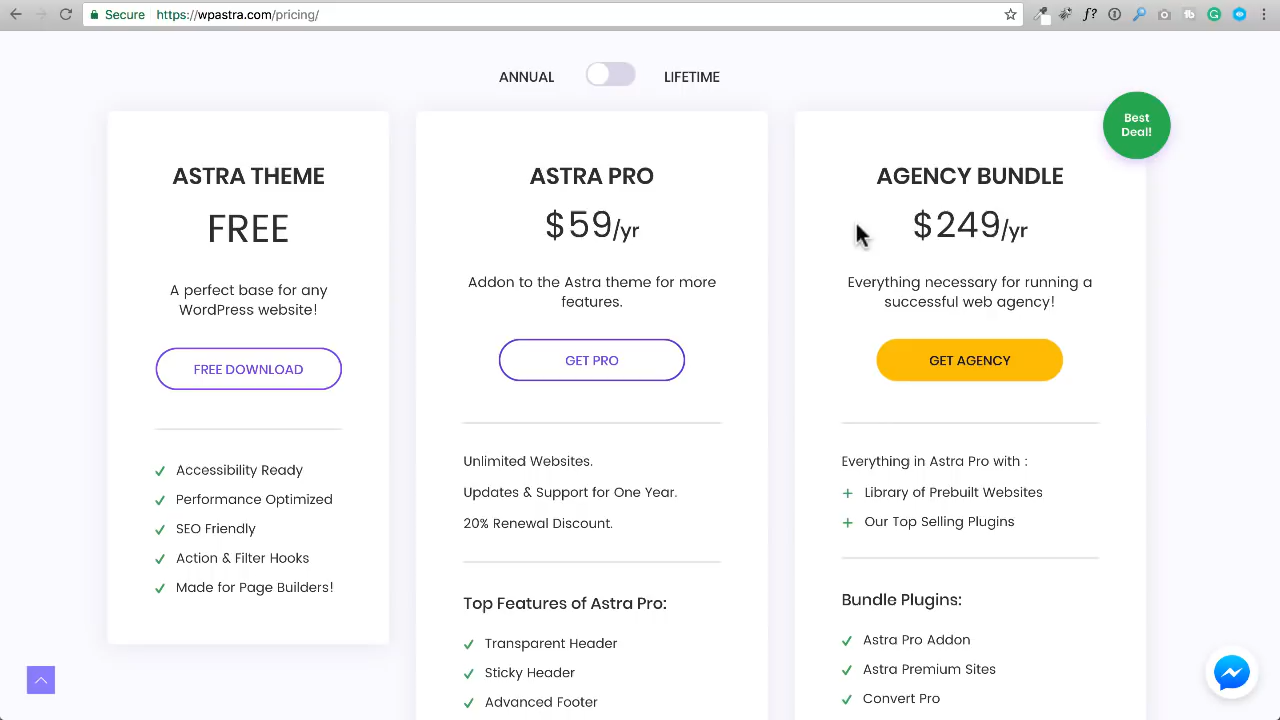 Secure https://wpastra.com/pricing/
ANNUAL LIFETIME
Best
Deal!
ASTRA THEME
FREE
A perfect base for any
WordPress website!
FREE DOWNLOAD
Accessibility Ready
Performance Optimized
SEO Friendly
Action & Filter Hooks
Made for Page Builders!
ASTRA PRO
$59/yr
Addon to the Astra theme for more
features.
GET PRO
Unlimited Websites.
Updates & Support for One Year.
20% Renewal Discount.
Top Features of Astra Pro:
Transparent Header
Sticky Header
Advanced Footer
AGENCY BUNDLE
$249/yr
Everything necessary for running a
successful web agency!
GET AGENCY
Everything in Astra Pro with :
Library of Prebuilt Websites
Our Top Selling Plugins
Bundle Plugins:
Astra Pro Addon
Astra Premium Sites
Convert Pro